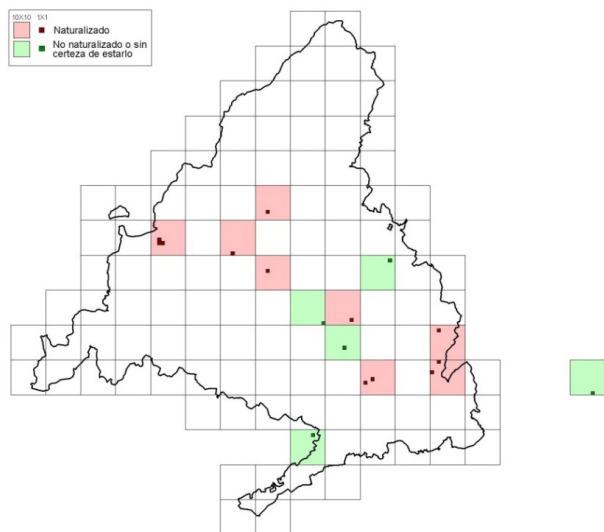 10X10 1X1
Naturalizado
No naturalizado o sin
certeza de estarlo